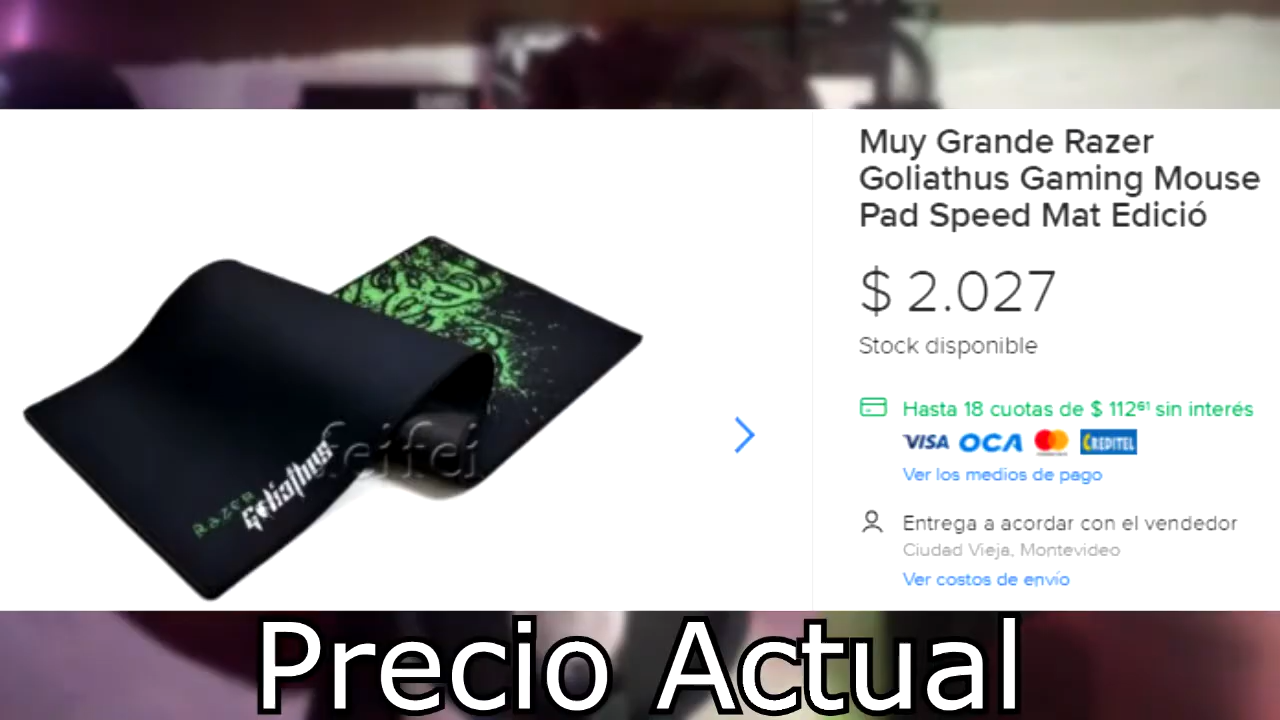 Muy Grande Razer
Goliathus Gaming Mouse
Pad Speed Mat Edició
$ 2.027
Stock disponible
Hasta 18 cuotas de $ 112⁶¹ sin interés
VISA OCA mastercard CREDITEL
Ver los medios de pago
Entrega a acordar con el vendedor
Ciudad Vieja, Montevideo
Ver costos de envío
feifei
RAZER
Goliathus
Precio Actual